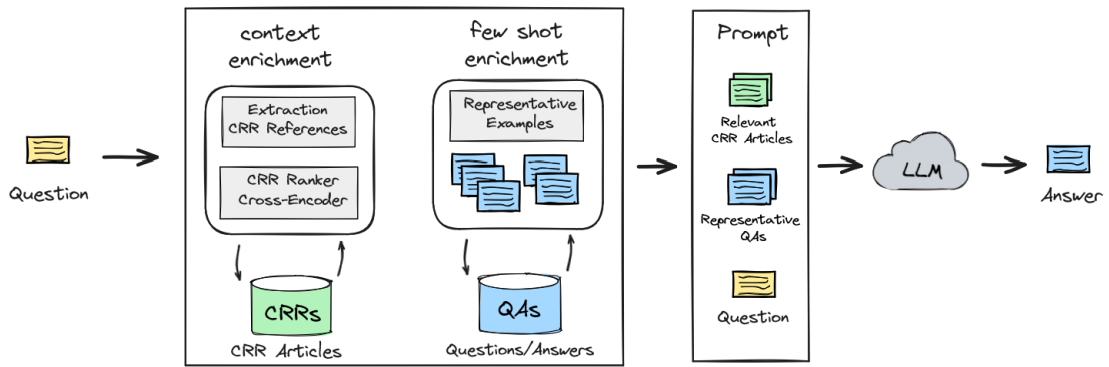 Question
context
enrichment
Extraction
CRR References
CRR Ranker
Cross-Encoder
CRRs
CRR Articles
few shot
enrichment
Representative
Examples
QAs
Questions/Answers
Prompt
Relevant
CRR Articles
Representative
QAs
Question
LLM
Answer